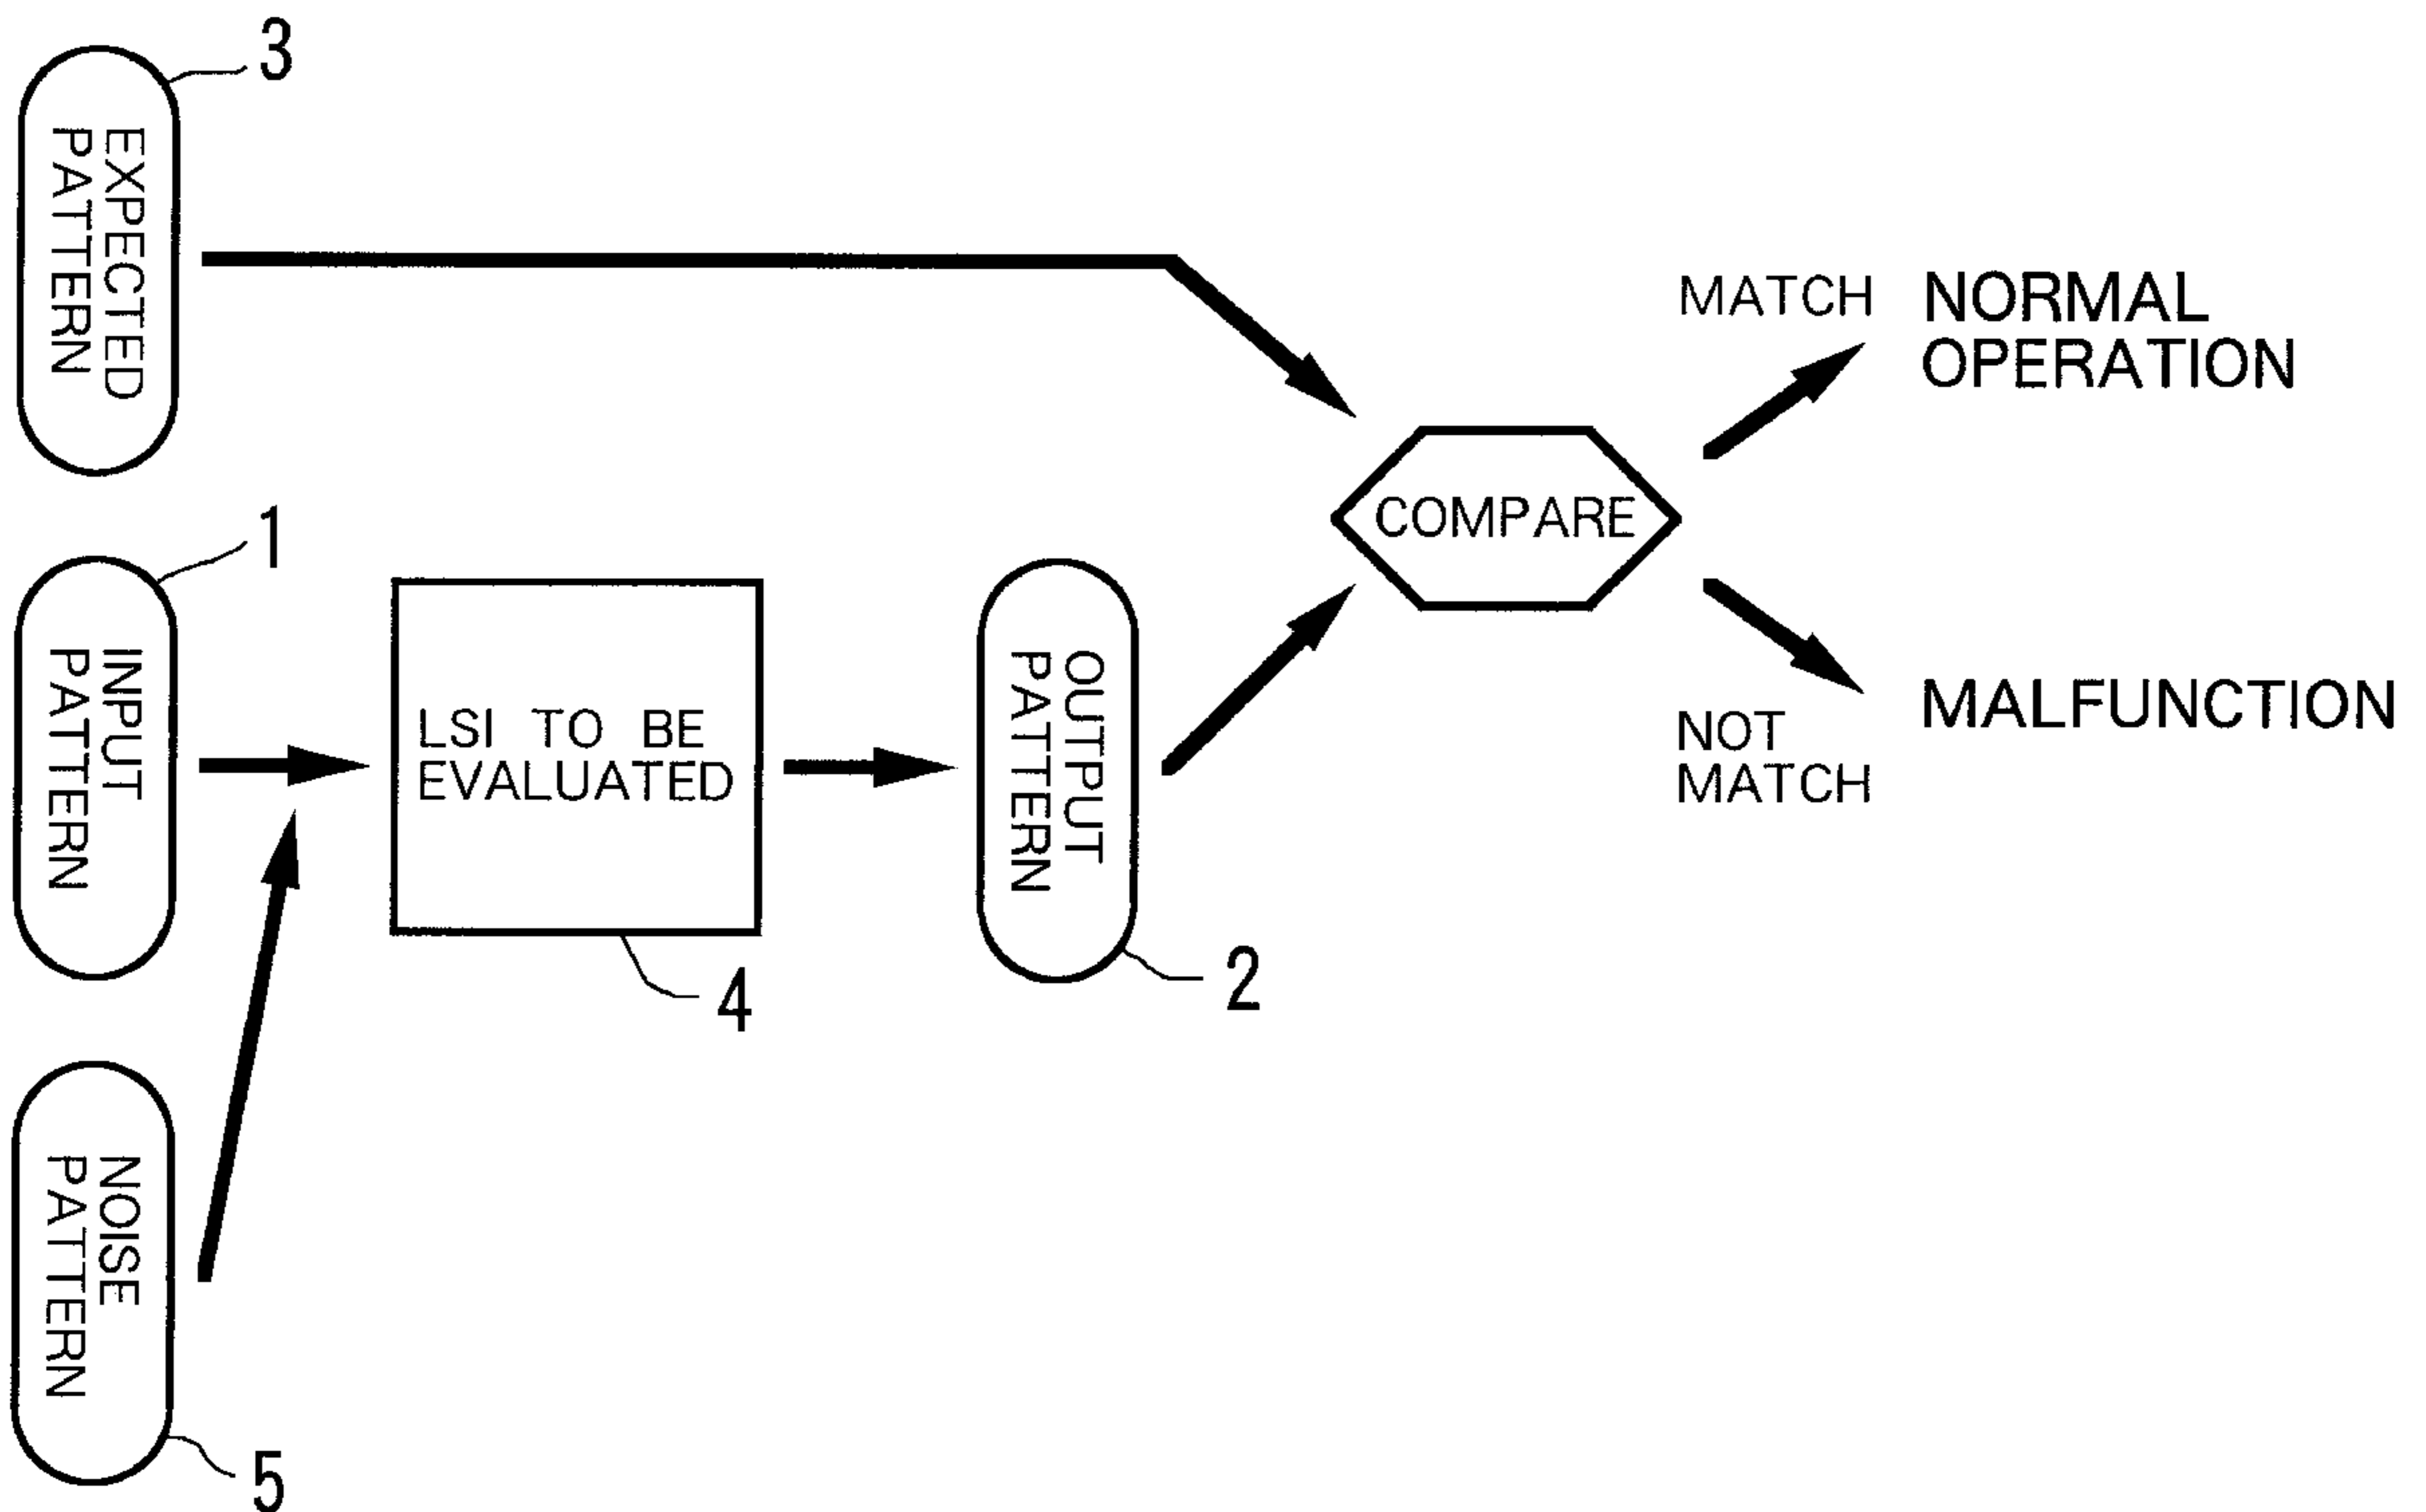 3
EXPECTED
PATTERN
1
INPUT
PATTERN
LSI TO BE
EVALUATED
4
OUTPUT
PATTERN
2
NOISE
PATTERN
5
COMPARE
MATCH
NORMAL
OPERATION
NOT
MATCH
MALFUNCTION